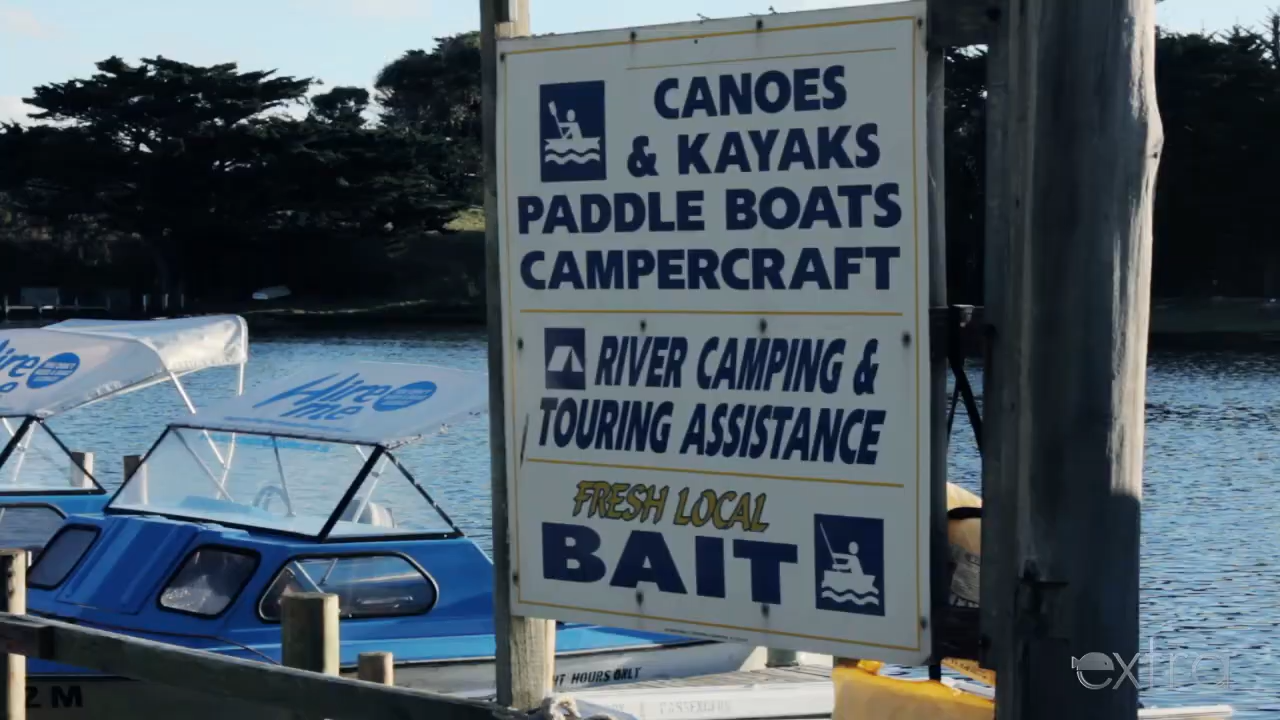 CANOES
& KAYAKS
PADDLE BOATS
CAMPERCRAFT
RIVER CAMPING &
TOURING ASSISTANCE
FRESH LOCAL
BAIT
Hire
me
Hire
me
HOURS ONLY
2 M
extra